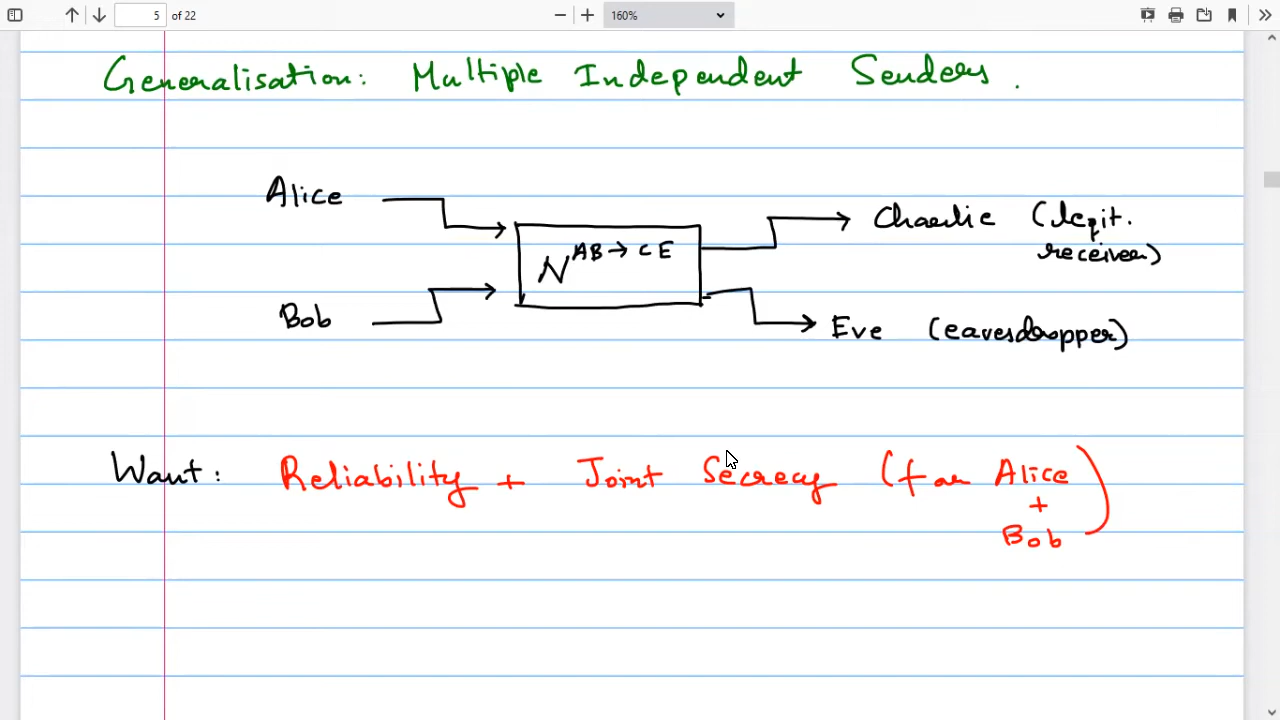 5 of 22
160%
Generalisation: Multiple Independent Senders.
Alice
N^{AB→CE}
Charlie (legit. receiver)
Bob
Eve (eavesdropper)
Want: Reliability + Joint Secrecy (for Alice + Bob)